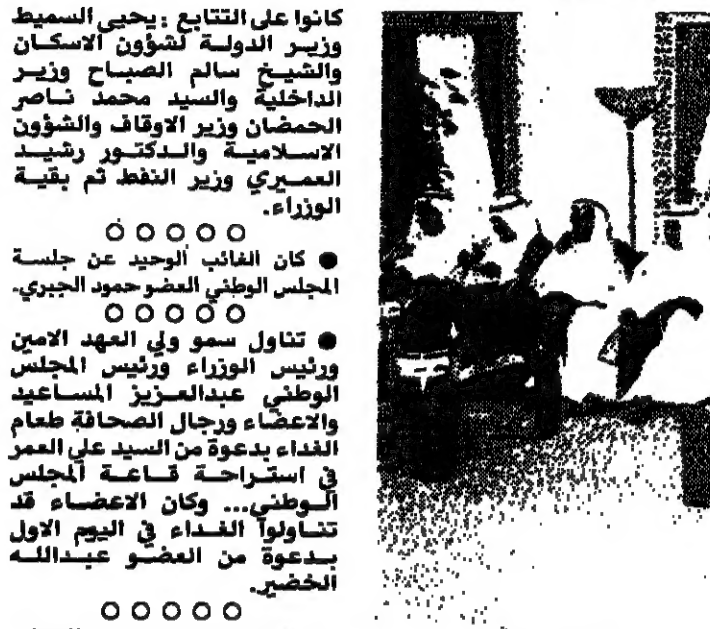 كانوا على التتابع : يحيى السميط
وزير الدولة لشؤون الاسكان
والشيخ سالم الصباح وزير
الداخلية والسيد محمد ناصر
الحمضان وزير الاوقاف والشؤون
الاسلامية والدكتور رشيد
العميري وزير النفط ثم بقية
الوزراء.
○ ○ ○ ○ ○
● كان الغائب الوحيد عن جلسة
المجلس الوطني العضو حمود الجبري.
○ ○ ○ ○ ○
● تناول سمو ولي العهد الامين
ورئيس الوزراء ورئيس المجلس
الوطني عبدالعزيز المساعيد
والاعضاء ورجال الصحافة طعام
الغداء بدعوة من السيد علي العمر
في استراحة قاعة المجلس
الوطني... وكان الاعضاء قد
تناولوا الغداء في اليوم الاول
بدعوة من العضو عبدالله
الخضير.
○ ○ ○ ○ ○